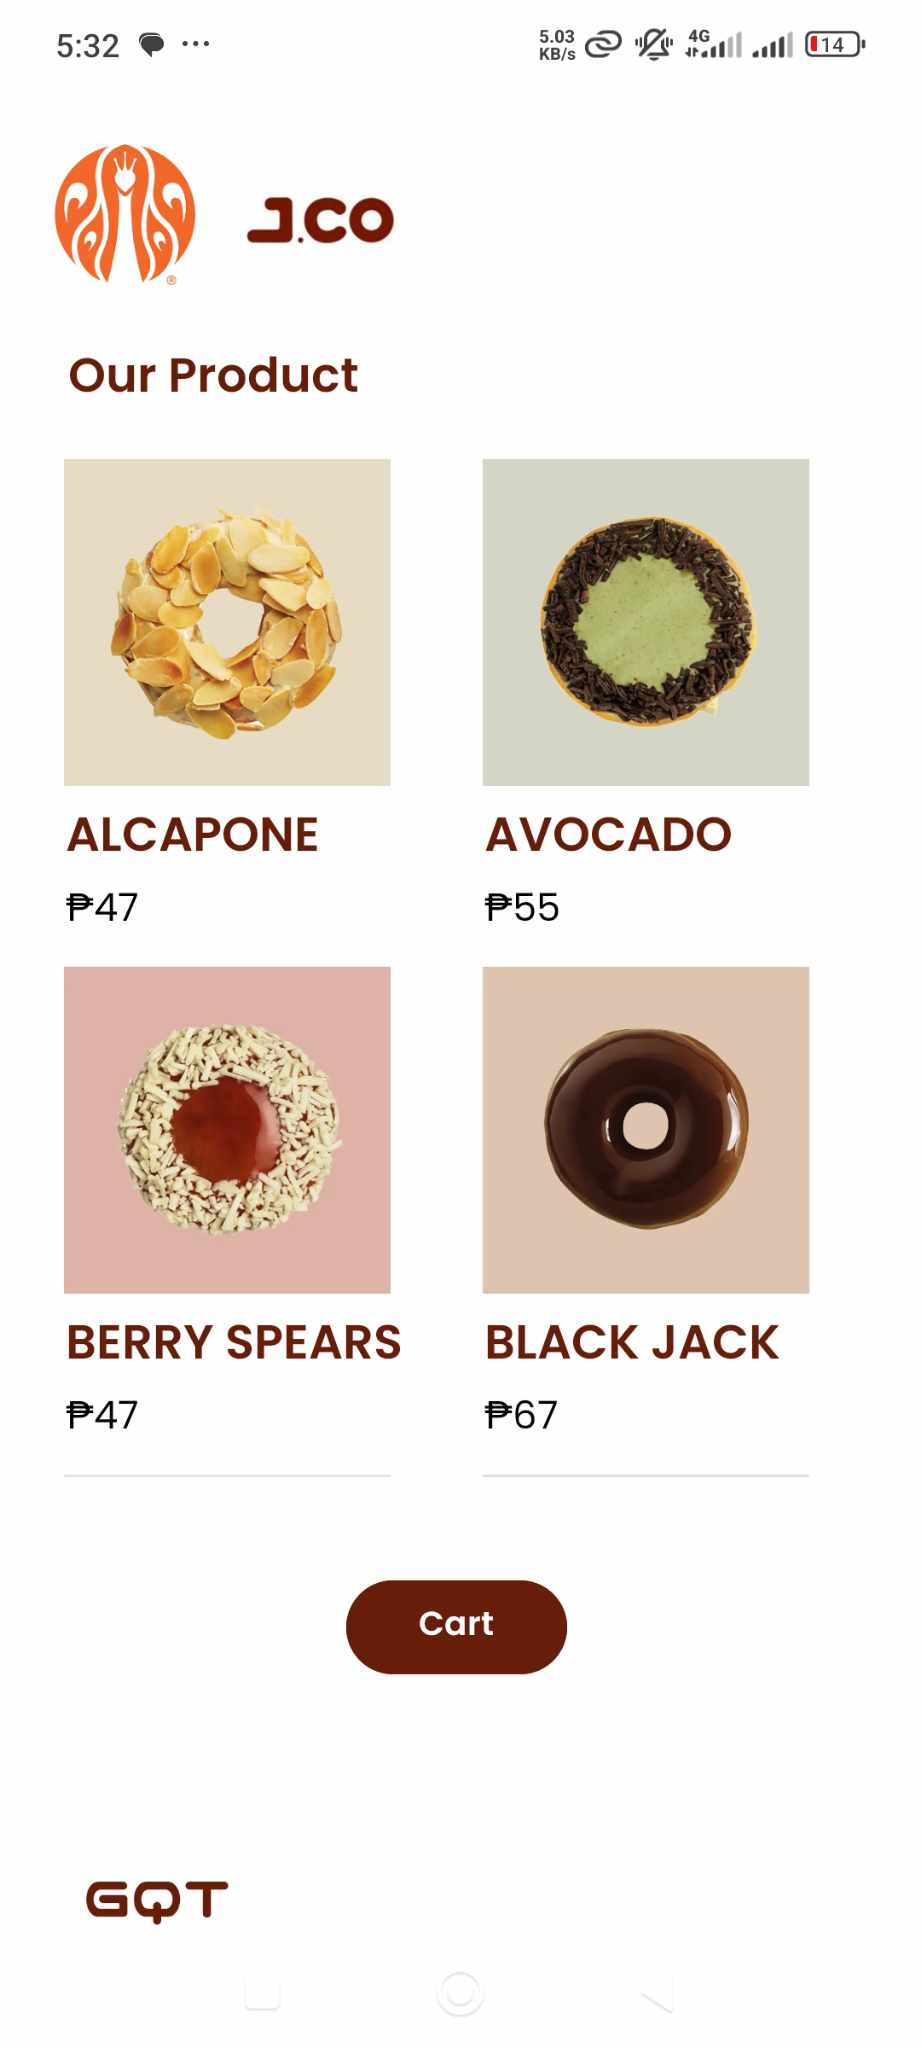 5:32
5.03
KB/s
4G
14
J.CO
®
Our Product
ALCAPONE
AVOCADO
₱47
₱55
BERRY SPEARS
BLACK JACK
₱47
₱67
Cart
GQT